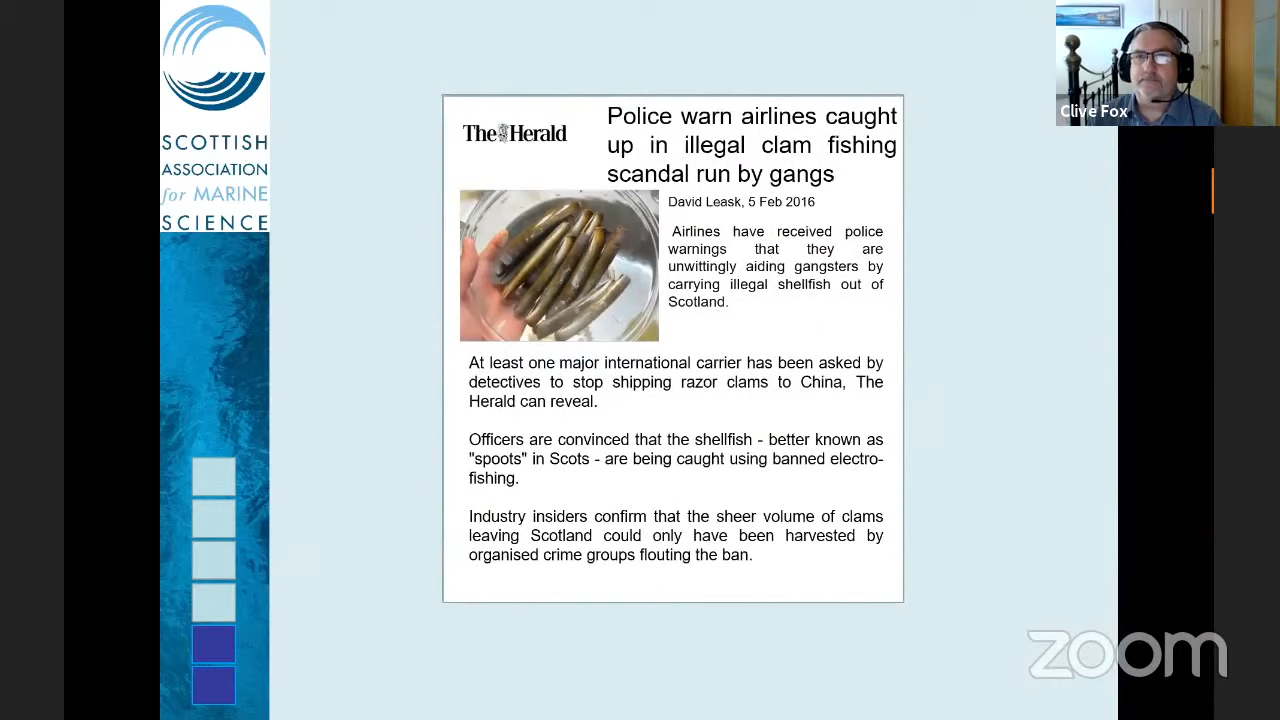 SCOTTISH
ASSOCIATION
for MARINE
SCIENCE
The Herald
Police warn airlines caught
up in illegal clam fishing
scandal run by gangs
David Leask, 5 Feb 2016
Airlines have received police
warnings that they are
unwittingly aiding gangsters by
carrying illegal shellfish out of
Scotland.
At least one major international carrier has been asked by
detectives to stop shipping razor clams to China, The
Herald can reveal.
Officers are convinced that the shellfish - better known as
"spoots" in Scots - are being caught using banned electro-
fishing.
Industry insiders confirm that the sheer volume of clams
leaving Scotland could only have been harvested by
organised crime groups flouting the ban.
Clive Fox
zoom